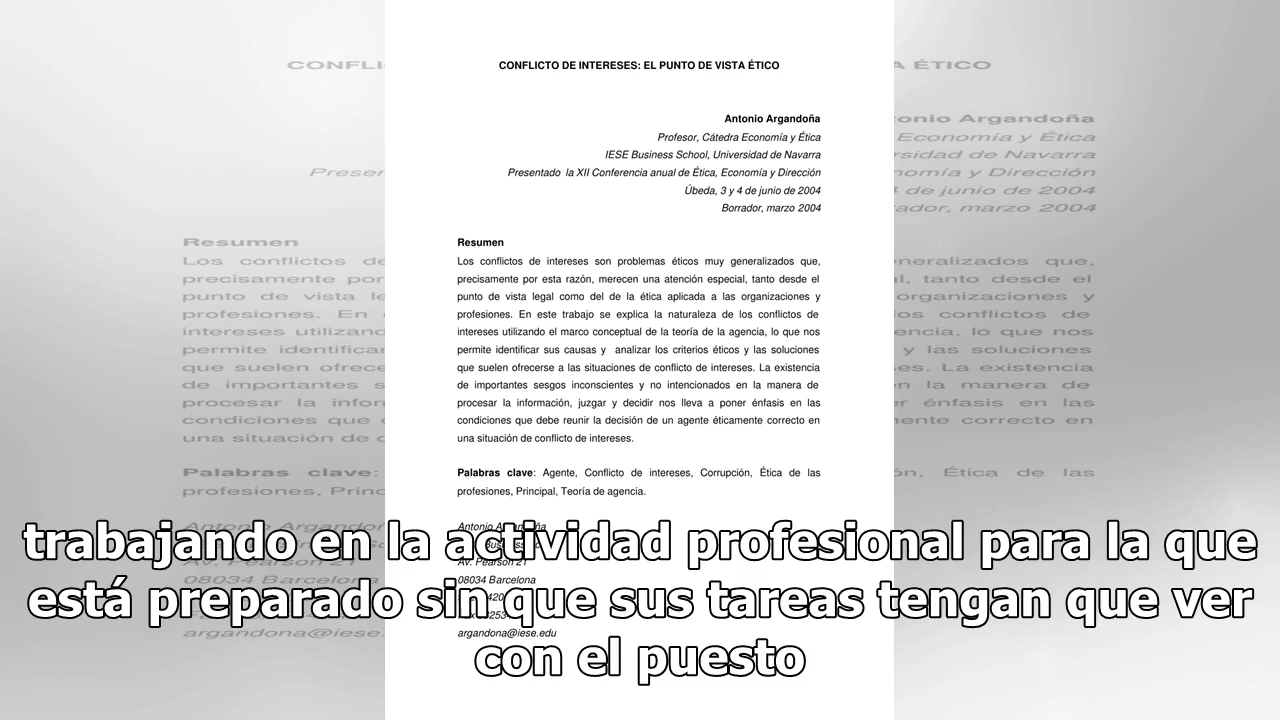 CONFLICTO DE INTERESES: EL PUNTO DE VISTA ÉTICO
Antonio Argandoña
Profesor, Cátedra Economía y Ética
IESE Business School, Universidad de Navarra
Presentado la XII Conferencia anual de Ética, Economía y Dirección
Úbeda, 3 y 4 de junio de 2004
Borrador, marzo 2004
Resumen
Los conflictos de intereses son problemas éticos muy generalizados que,
precisamente por esta razón, merecen una atención especial, tanto desde el
punto de vista legal como del de la ética aplicada a las organizaciones y
profesiones. En este trabajo se explica la naturaleza de los conflictos de
intereses utilizando el marco conceptual de la teoría de la agencia, lo que nos
permite identificar sus causas y analizar los criterios éticos y las soluciones
que suelen ofrecerse a las situaciones de conflicto de intereses. La existencia
de importantes sesgos inconscientes y no intencionados en la manera de
procesar la información, juzgar y decidir nos lleva a poner énfasis en las
condiciones que debe reunir la decisión de un agente éticamente correcto en
una situación de conflicto de intereses.
Palabras clave: Agente, Conflicto de intereses, Corrupción, Ética de las
profesiones, Principal, Teoría de agencia.
Antonio Argandoña
Av. Pearson 21
08034 Barcelona
argandona@iese.edu
trabajando en la actividad profesional para la que
está preparado sin que sus tareas tengan que ver
con el puesto